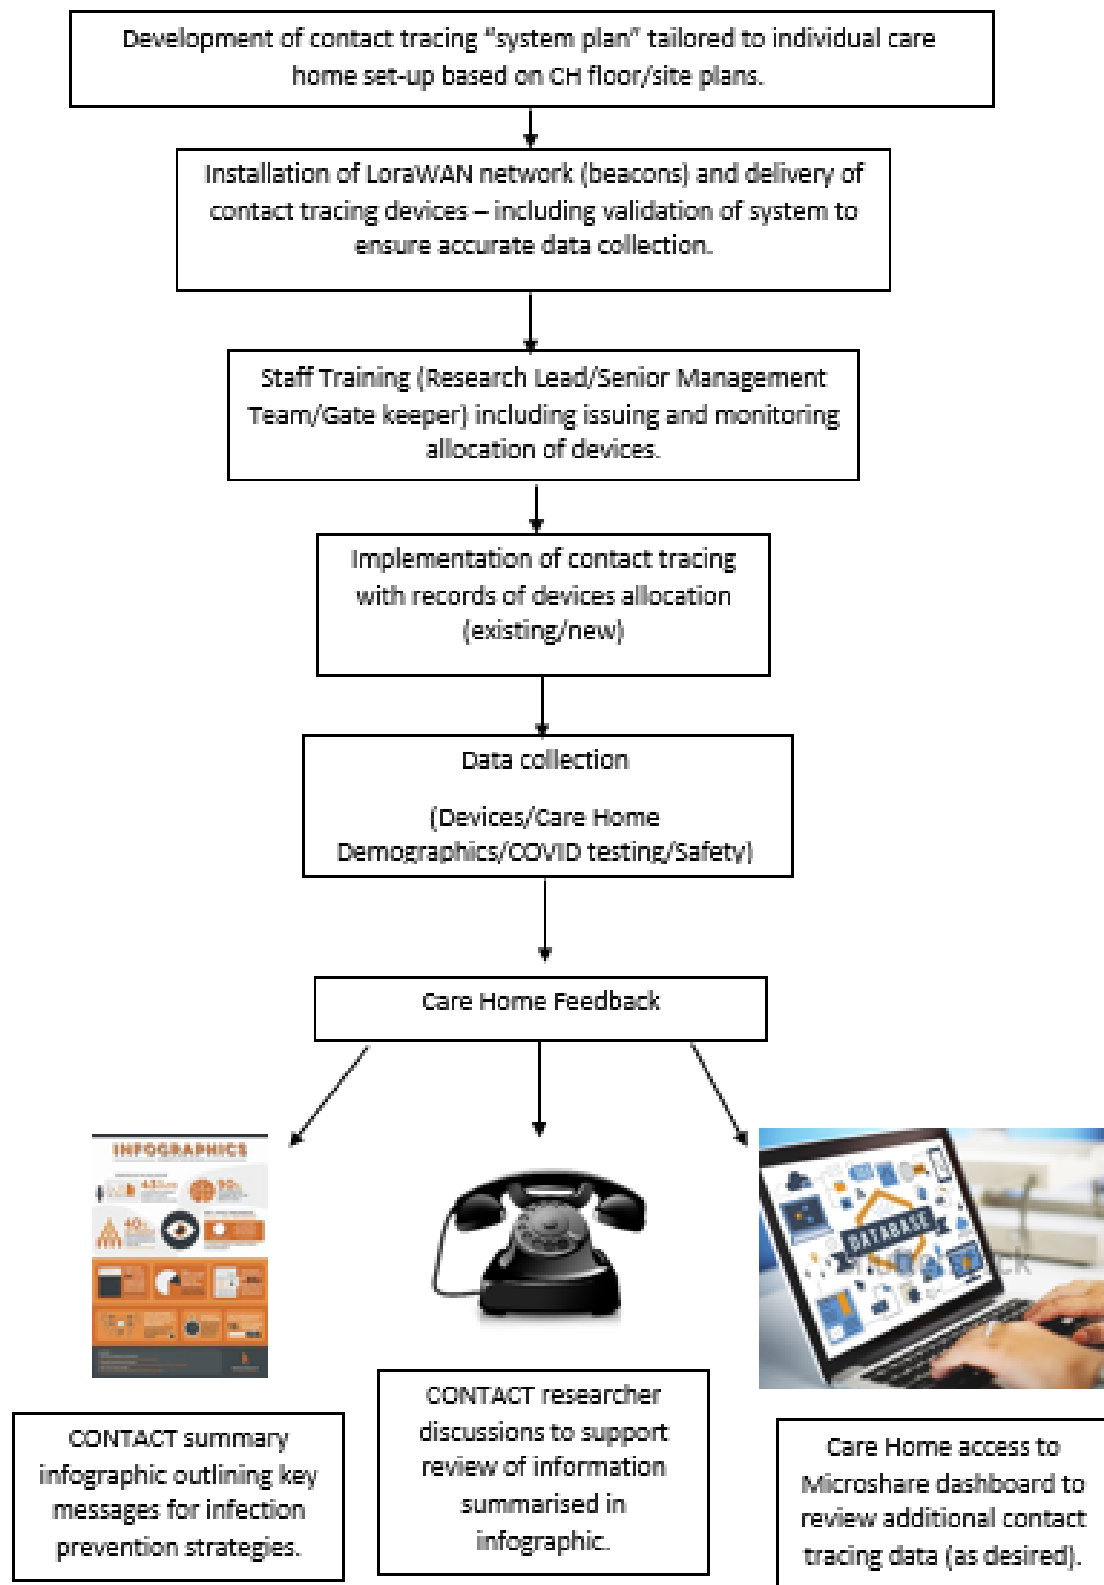 Development of contact tracing “system plan” tailored to individual care
home set-up based on CH floor/site plans.
Installation of LoraWAN network (beacons) and delivery of
contact tracing devices – including validation of system to
ensure accurate data collection.
Staff Training (Research Lead/Senior Management
Team/Gate keeper) including issuing and monitoring
allocation of devices.
Implementation of contact tracing
with records of devices allocation
(existing/new)
Data collection
(Devices/Care Home
Demographics/COVID testing/Safety)
Care Home Feedback
INFOGRAPHICS
DATABASE
CONTACT summary
infographic outlining key
messages for infection
prevention strategies.
CONTACT researcher
discussions to support
review of information
summarised in
infographic.
Care Home access to
Microshare dashboard to
review additional contact
tracing data (as desired).